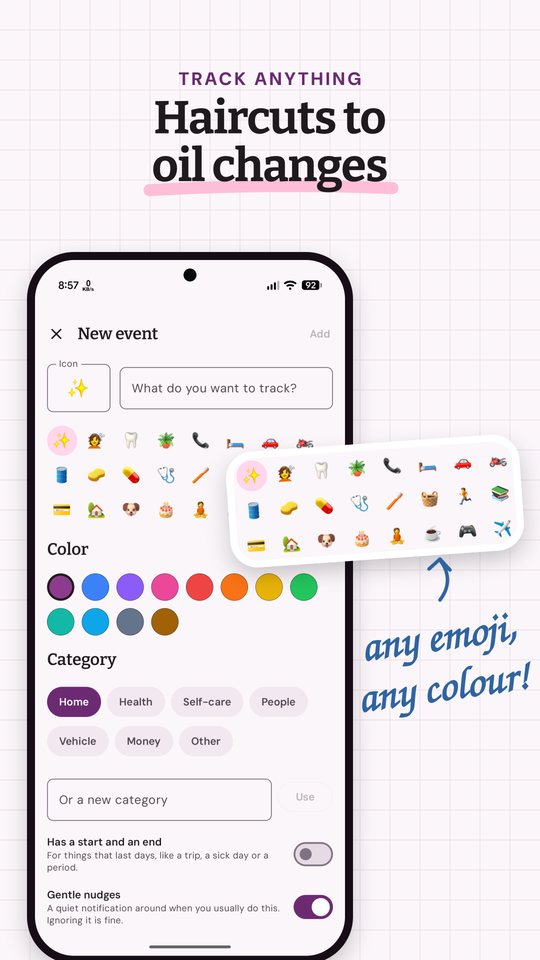 TRACK ANYTHING
Haircuts to
oil changes
8:57 0 KB/s 92
New event Add
Icon
What do you want to track?
Color
any emoji,
any colour!
Category
Home Health Self-care People
Vehicle Money Other
Or a new category Use
Has a start and an end
For things that last days, like a trip, a sick day or a
period.
Gentle nudges
A quiet notification around when you usually do this.
Ignoring it is fine.